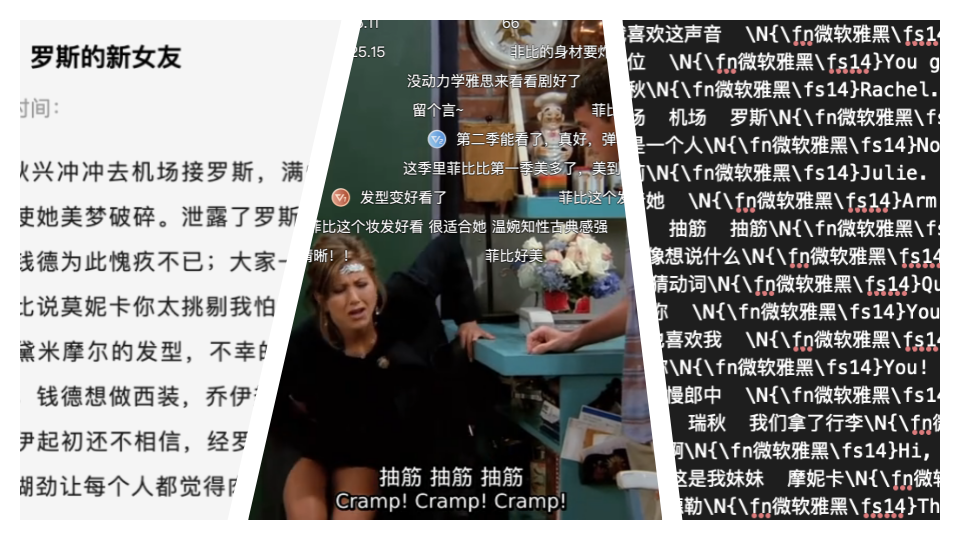 罗斯的新女友
时间：
兴冲冲去机场接罗斯，满
使她美梦破碎。泄露了罗斯
钱德为此愧疚不已；大家一
比说莫妮卡你太挑剔我怕
黛米摩尔的发型，不幸的
钱德想做西装，乔伊
伊起初还不相信，经罗
湖劲让每个人都觉得
.11 66
25.15 菲比的身材要炸
没动力学雅思来看看剧好了
留个言~ 菲比
第二季能看了，真好，弹
这季里菲比比第一季美多了，美到
发型变好看了 菲比这个发
菲比这个妆发好看 很适合她 温婉知性古典感强
清晰！！ 菲比好美
抽筋 抽筋 抽筋
Cramp! Cramp! Cramp!
喜欢这声音 \N{\fn微软雅黑\fs14
位 \N{\fn微软雅黑\fs14}You g
秋\N{\fn微软雅黑\fs14}Rachel.
场 机场 罗斯\N{\fn微软雅黑\fs
是一个人\N{\fn微软雅黑\fs14}No
\N{\fn微软雅黑\fs14}Julie.
她 \N{\fn微软雅黑\fs14}Arm
抽筋 抽筋\N{\fn微软雅黑\fs
像想说什么\N{\fn微软雅黑\fs14
猜动词\N{\fn微软雅黑\fs14}Qu
你 \N{\fn微软雅黑\fs14}You
也喜欢我 \N{\fn微软雅黑\fs14
你\N{\fn微软雅黑\fs14}You!
慢郎中 \N{\fn微软雅黑\fs14
瑞秋 我们拿了行李\N{\fn微
啊\N{\fn微软雅黑\fs14}Hi,
这是我妹妹 摩妮卡\N{\fn微软
德勒\N{\fn微软雅黑\fs14}Th